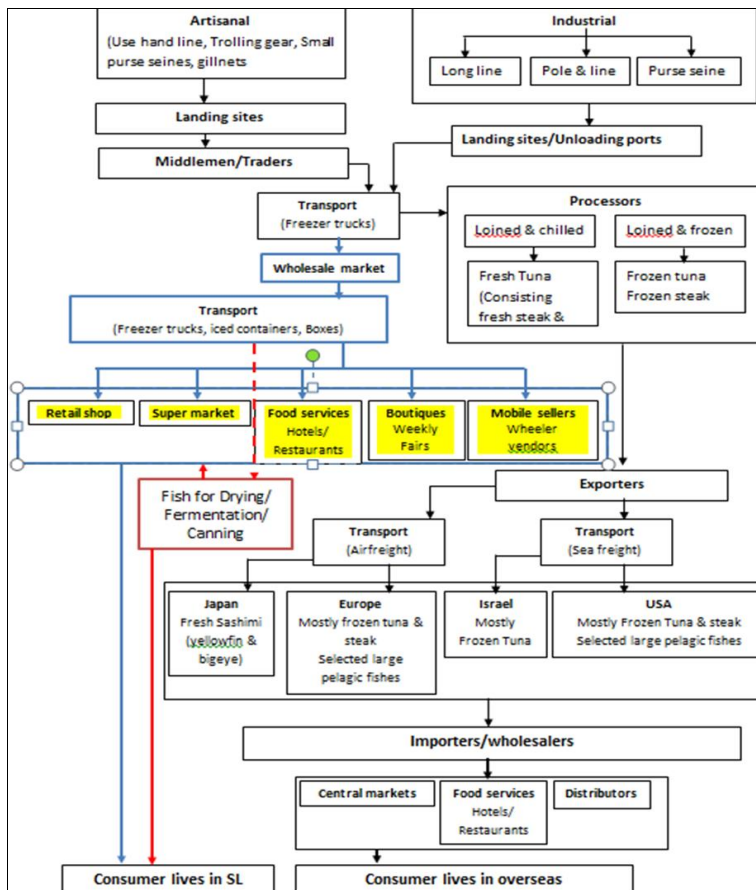 Artisanal
(Use hand line, Trolling gear, Small
purse seines, gillnets
Industrial
Long line
Pole & line
Purse seine
Landing sites
Landing sites/Unloading ports
Middlemen/Traders
Transport
(Freezer trucks)
Processors
Loined & chilled
Loined & frozen
Fresh Tuna
(Consisting
fresh steak &
Frozen tuna
Frozen steak
Wholesale market
Transport
(Freezer trucks, iced containers, Boxes)
Retail shop
Super market
Food services
Hotels/
Restaurants
Boutiques
Weekly
Fairs
Mobile sellers
Wheeler
vendors
Fish for Drying/
Fermentation/
Canning
Exporters
Transport
(Airfreight)
Transport
(Sea freight)
Japan
Fresh Sashimi
(yellowfin &
bigeye)
Europe
Mostly frozen tuna &
steak
Selected large
pelagic fishes
Israel
Mostly
Frozen Tuna
USA
Mostly Frozen Tuna & steak
Selected large pelagic fishes
Importers/wholesalers
Central markets
Food services
Hotels/
Restaurants
Distributors
Consumer lives in SL
Consumer lives in overseas